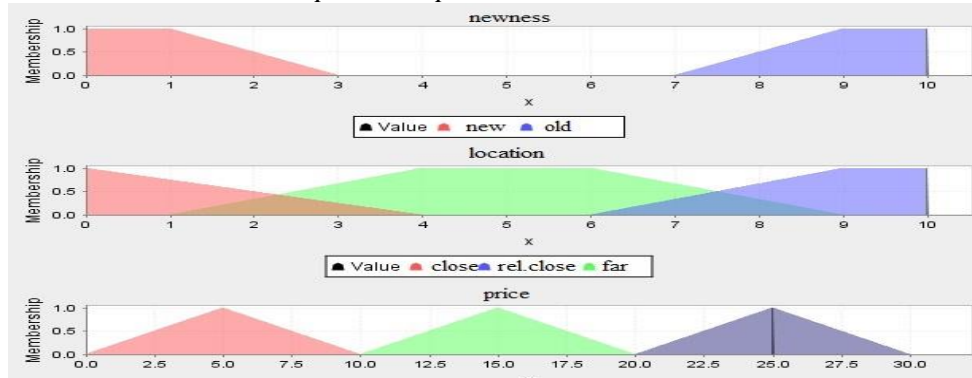 newness
Membership
1.0
0.5
0.0
0 1 2 3 4 5 6 7 8 9 10
x
Value new old
location
Membership
1.0
0.5
0.0
0 1 2 3 4 5 6 7 8 9 10
x
Value close rel.close far
price
Membership
1.0
0.5
0.0
0.0 2.5 5.0 7.5 10.0 12.5 15.0 17.5 20.0 22.5 25.0 27.5 30.0